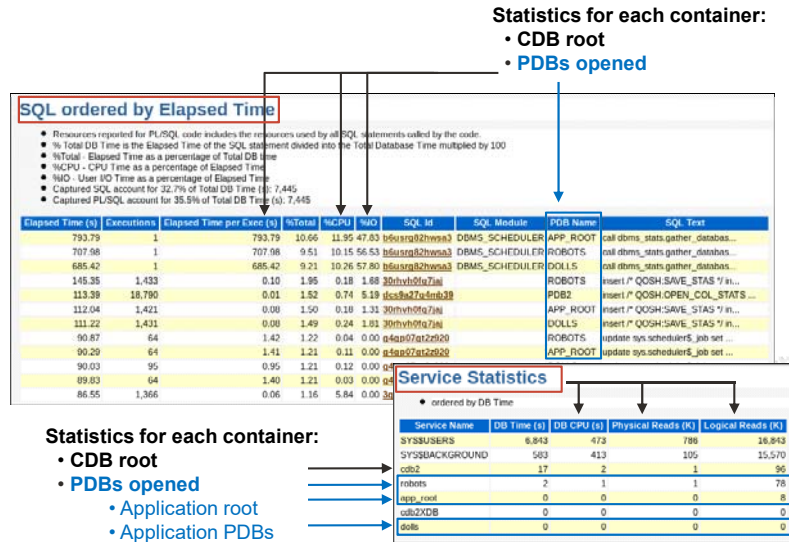 Statistics for each container:
• CDB root
• PDBs opened
SQL ordered by Elapsed Time
• Resources reported for PL/SQL code includes the resources used by all SQL statements called by the code.
• % Total DB Time is the Elapsed Time of the SQL statement divided into the Total Database Time multiplied by 100
• %Total - Elapsed Time as a percentage of Total DB time
• %CPU - CPU Time as a percentage of Elapsed Time
• %IO - User I/O Time as a percentage of Elapsed Time
• Captured SQL account for 32.7% of Total DB Time (s): 7,445
• Captured PL/SQL account for 35.5% of Total DB Time (s): 7,445
Elapsed Time (s) Executions Elapsed Time per Exec (s) %Total %CPU %IO SQL Id SQL Module PDB Name SQL Text
793.79 1 793.79 10.66 11.95 47.83 b6usrg82hwsa3 DBMS_SCHEDULER APP_ROOT call dbms_stats.gather_databas...
707.98 1 707.98 9.51 10.15 56.53 b6usrg82hwsa3 DBMS_SCHEDULER ROBOTS call dbms_stats.gather_databas...
685.42 1 685.42 9.21 10.26 57.80 b6usrg82hwsa3 DBMS_SCHEDULER DOLLS call dbms_stats.gather_databas...
145.35 1,433 0.10 1.95 0.18 1.68 30rhvh0fq7jaj ROBOTS insert /* QOSH:SAVE_STAS */ in...
113.39 18,790 0.01 1.52 0.74 5.19 dcs9a27u4mb39 PDB2 insert /* QOSH:OPEN_COL_STATS ...
112.04 1,421 0.08 1.50 0.18 1.31 30rhvh0fq7jaj APP_ROOT insert /* QOSH:SAVE_STAS */ in...
111.22 1,431 0.08 1.49 0.24 1.81 30rhvh0fq7jaj DOLLS insert /* QOSH:SAVE_STAS */ in...
90.87 64 1.42 1.22 0.04 0.00 g4gp07gt2z920 ROBOTS update sys.scheduler$_job set ...
90.29 64 1.41 1.21 0.11 0.00 g4gp07gt2z920 APP_ROOT update sys.scheduler$_job set ...
90.03 95 0.95 1.21 0.12 0.00
89.83 64 1.40 1.21 0.03 0.00
86.55 1,366 0.06 1.16 5.84 0.00
Service Statistics
• ordered by DB Time
Service Name DB Time (s) DB CPU (s) Physical Reads (K) Logical Reads (K)
SYS$USERS 6,843 473 786 16,843
SYS$BACKGROUND 583 413 105 15,570
cdb2 17 2 1 96
robots 2 1 1 78
app_root 0 0 0 8
cdb2XDB 0 0 0 0
dolls 0 0 0 0
Statistics for each container:
• CDB root
• PDBs opened
• Application root
• Application PDBs